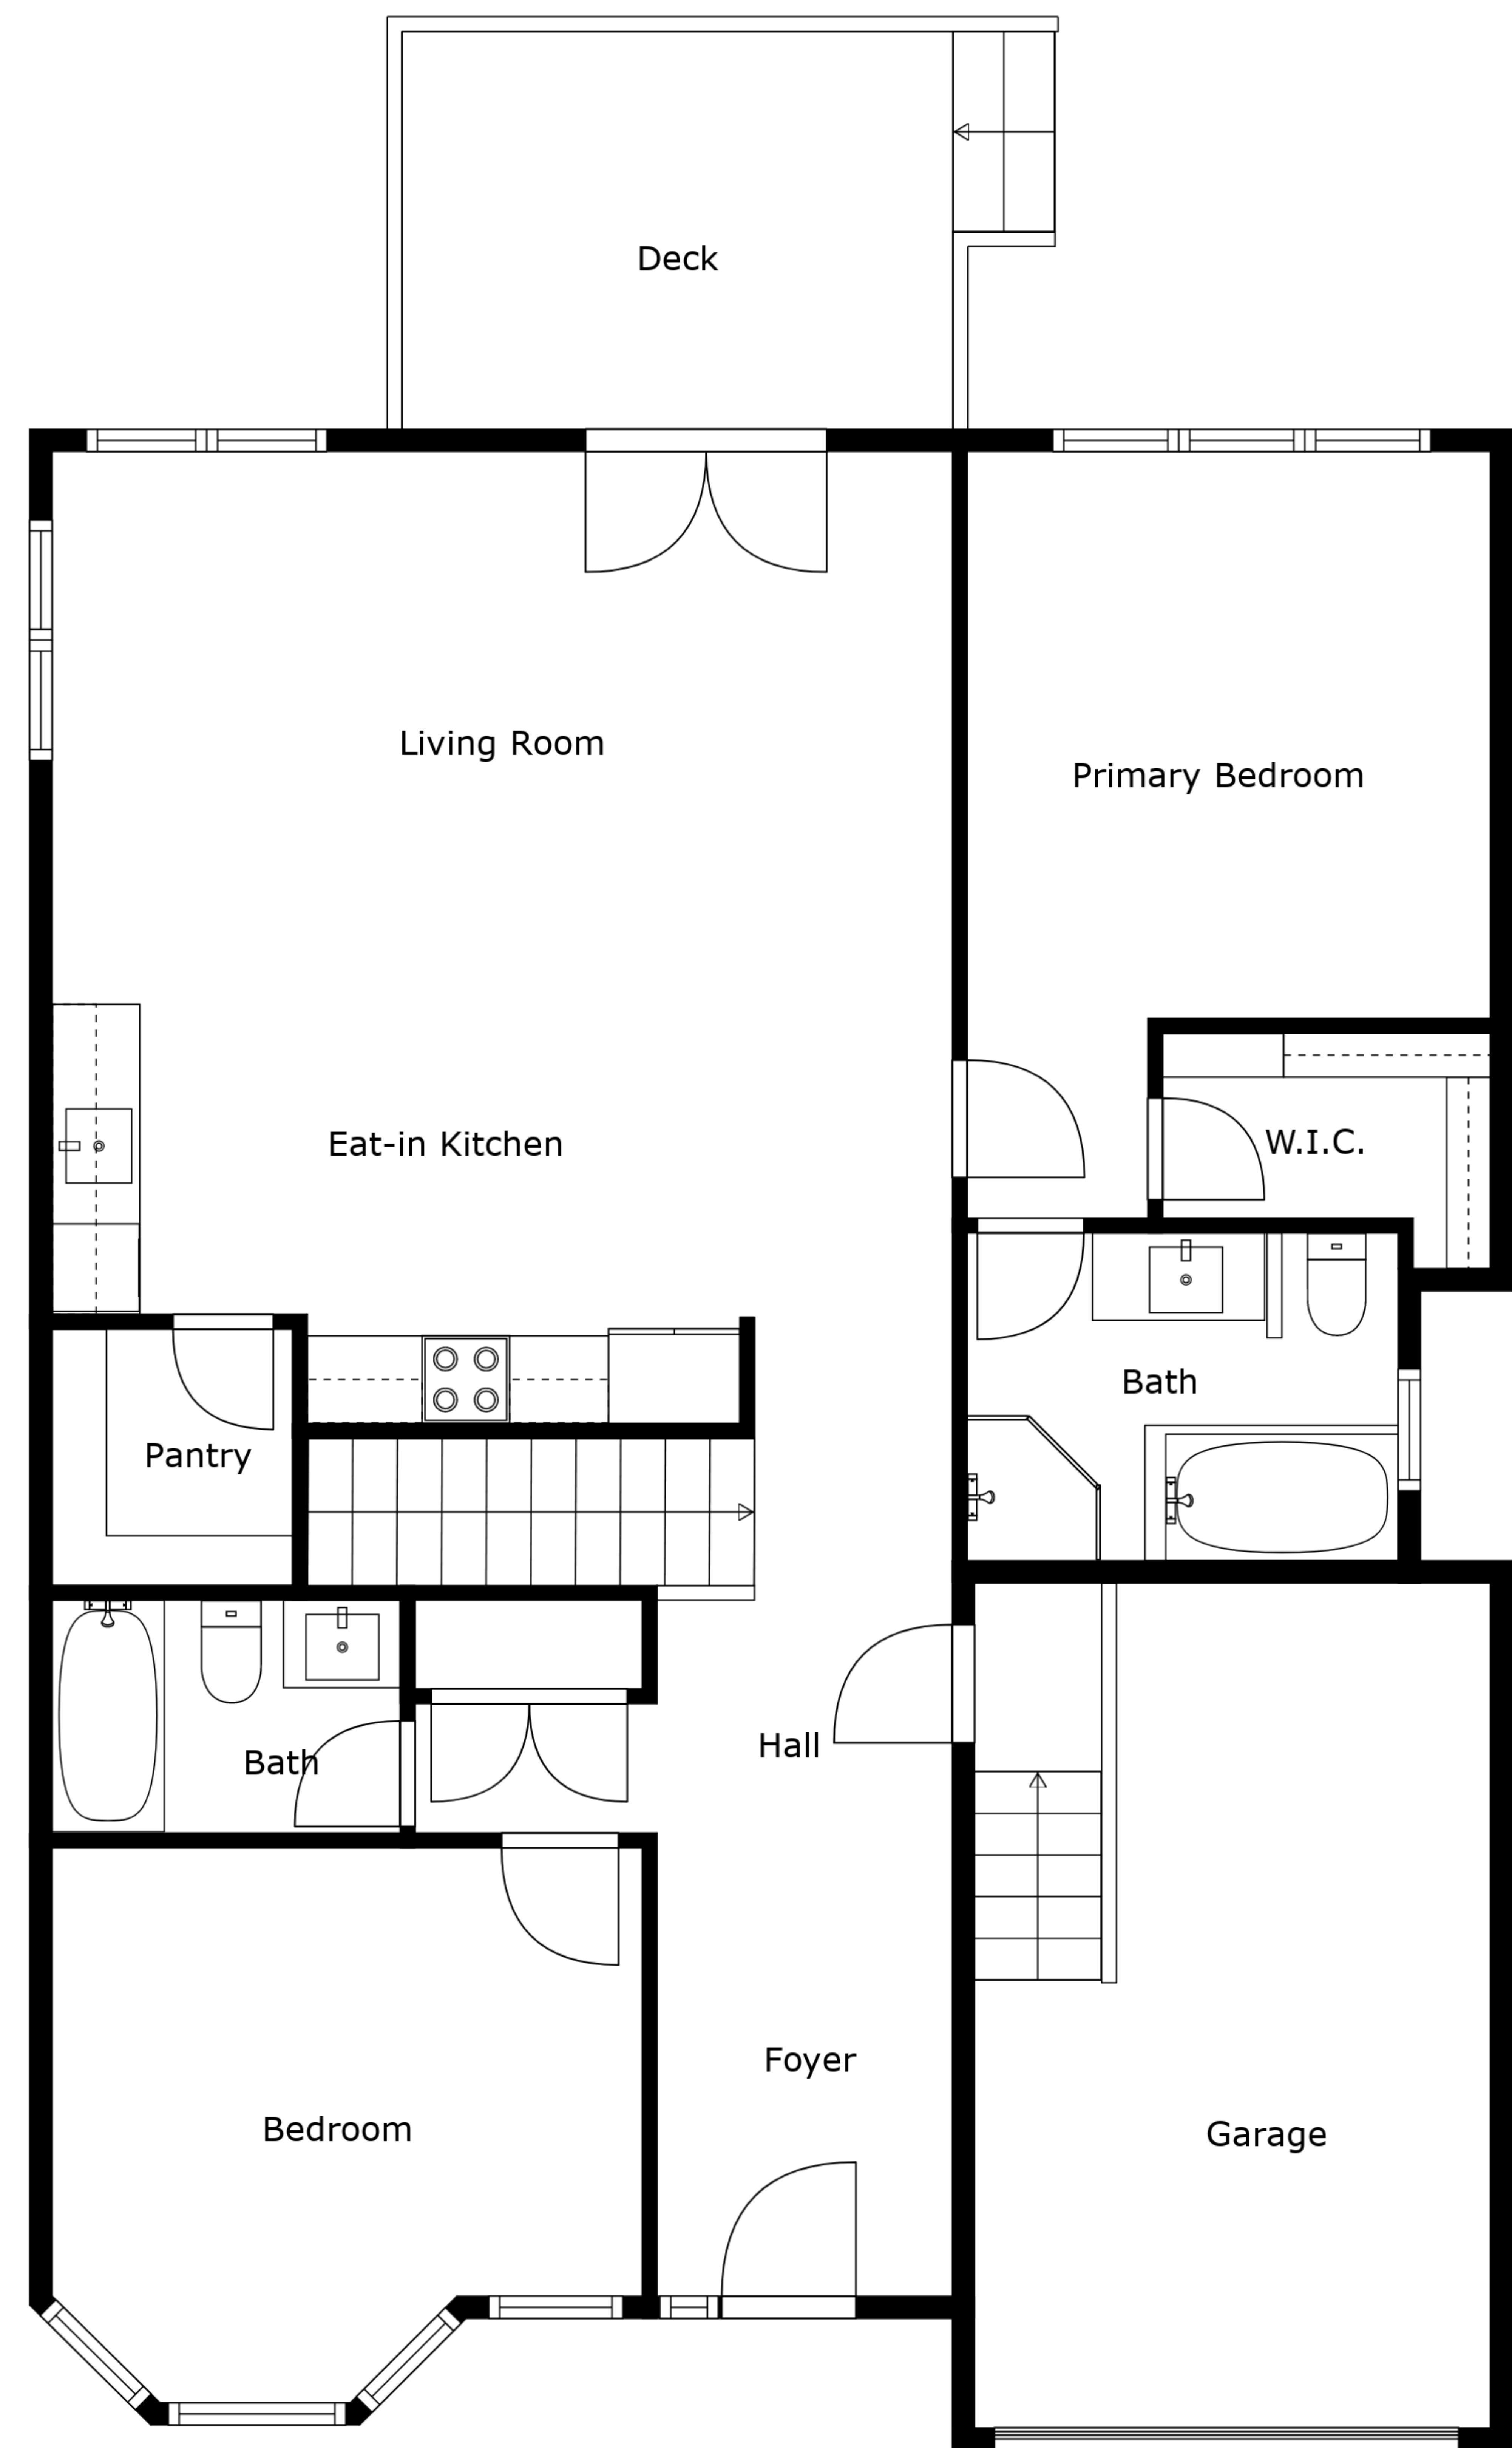 Deck
Living Room
Primary Bedroom
Eat-in Kitchen
W.I.C.
Bath
Pantry
Hall
Bath
Foyer
Bedroom
Garage